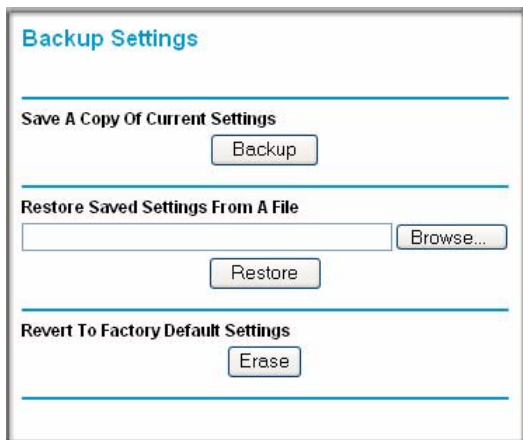 Backup Settings
Save A Copy Of Current Settings
Backup
Restore Saved Settings From A File
Browse...
Restore
Revert To Factory Default Settings
Erase